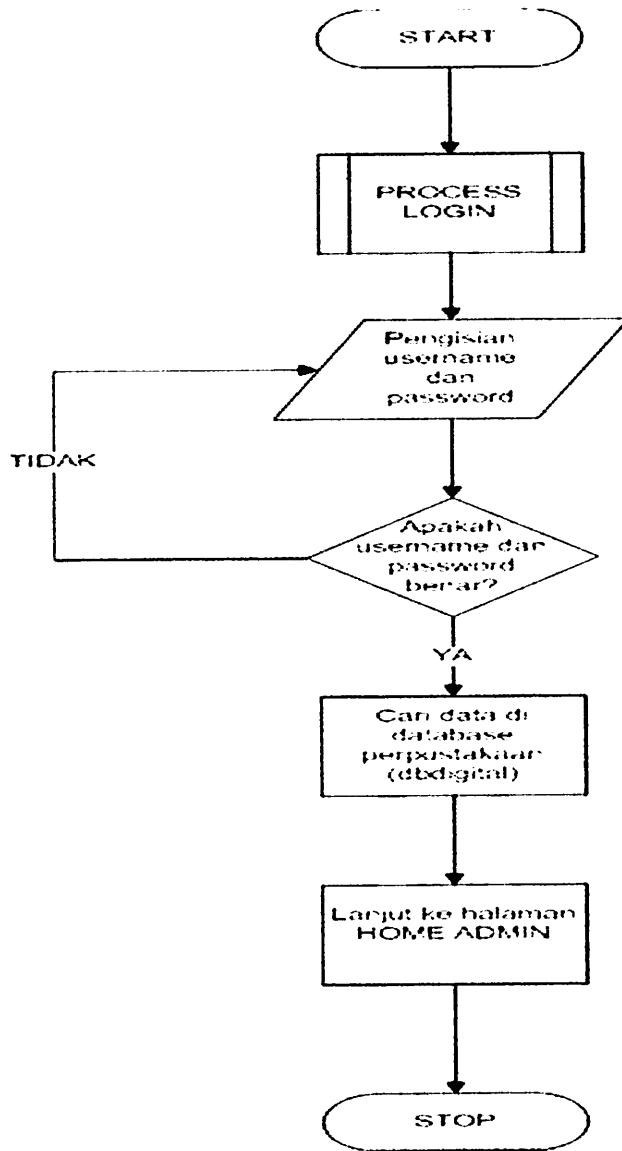 START
PROCESS
LOGIN
Pengisian
username
dan
password
TIDAK
Apakah
username dan
password
benar?
YA
Cari data di
database
perpustakaan
(dbdigital)
Lanjut ke halaman
HOME ADMIN
STOP